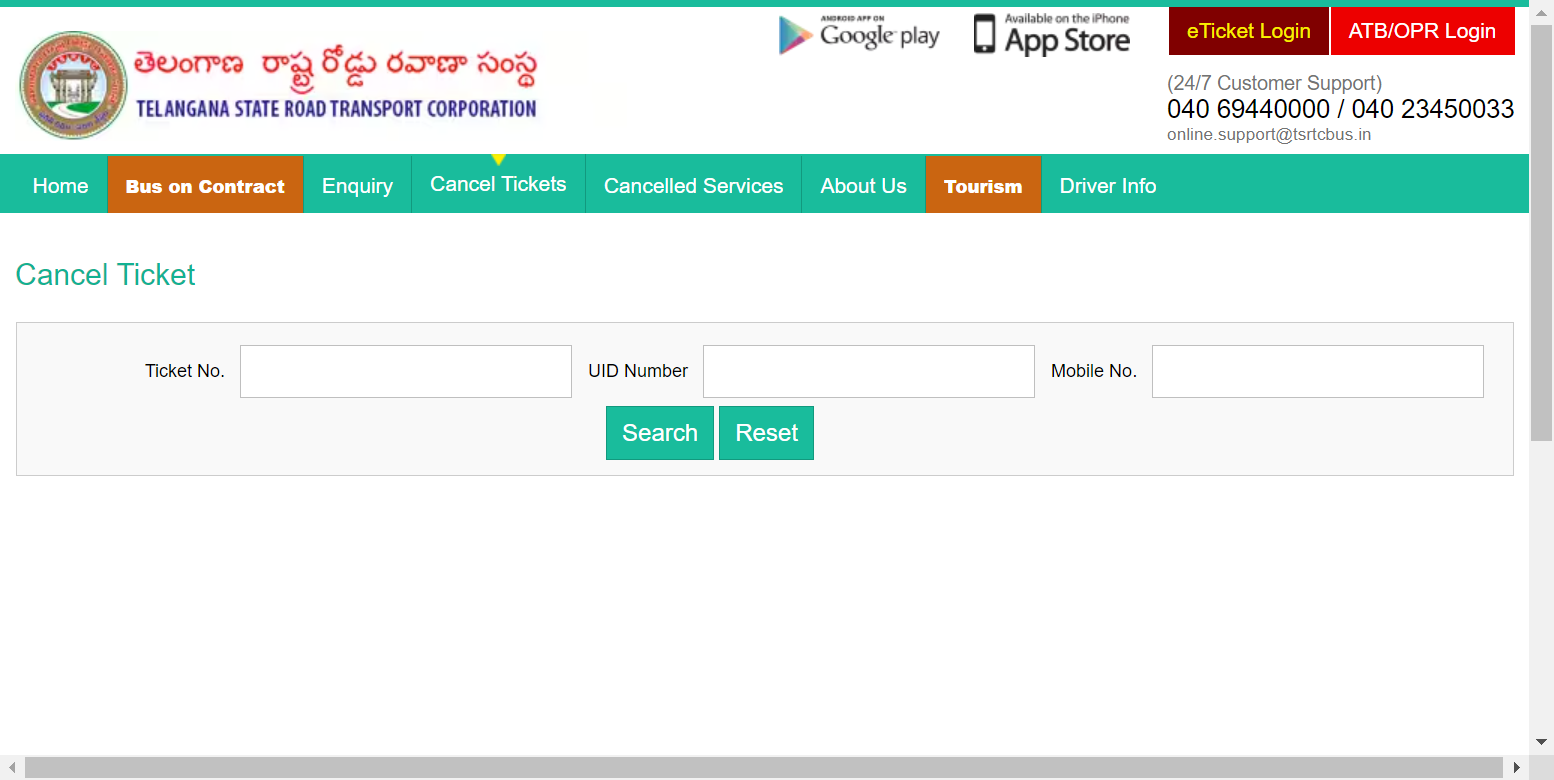 ANDROID APP ON
Google play
Available on the iPhone
App Store
eTicket Login
ATB/OPR Login
తెలంగాణ రాష్ట్ర రోడ్డు రవాణా సంస్థ
TELANGANA STATE ROAD TRANSPORT CORPORATION
(24/7 Customer Support)
040 69440000 / 040 23450033
online.support@tsrtcbus.in
Home
Bus on Contract
Enquiry
Cancel Tickets
Cancelled Services
About Us
Tourism
Driver Info
Cancel Ticket
Ticket No.
UID Number
Mobile No.
Search
Reset